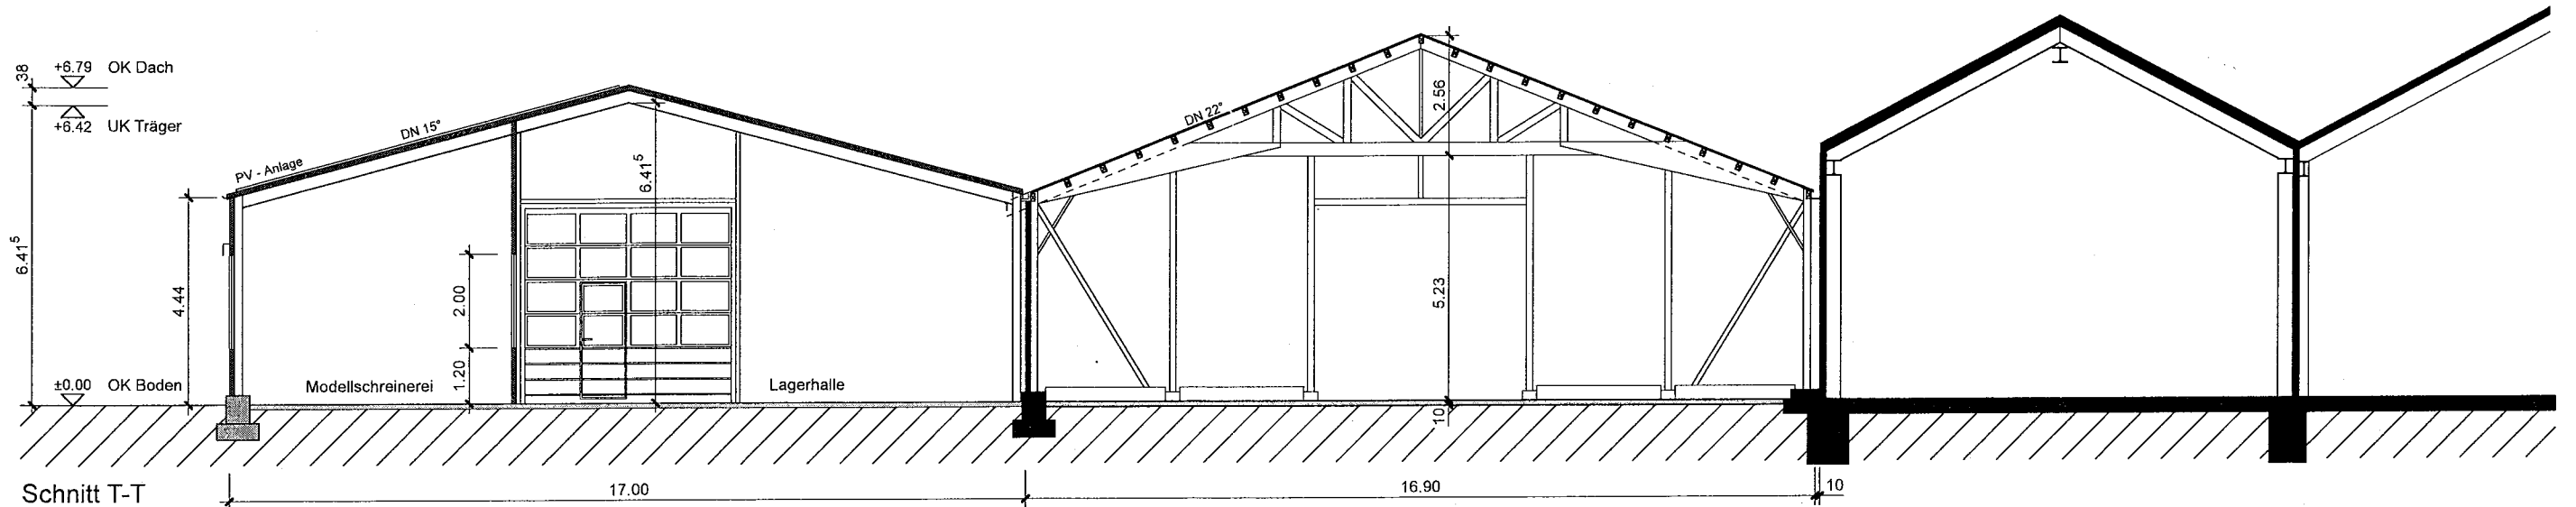 38
+6.79 OK Dach
+6.42 UK Träger
6.41⁵
4.44
±0.00 OK Boden
PV - Anlage
DN 15°
Modellschreinerei
2.00
1.20
6.41⁵
Lagerhalle
DN 22°
2.56
5.23
10
Schnitt T-T
17.00
16.90
10